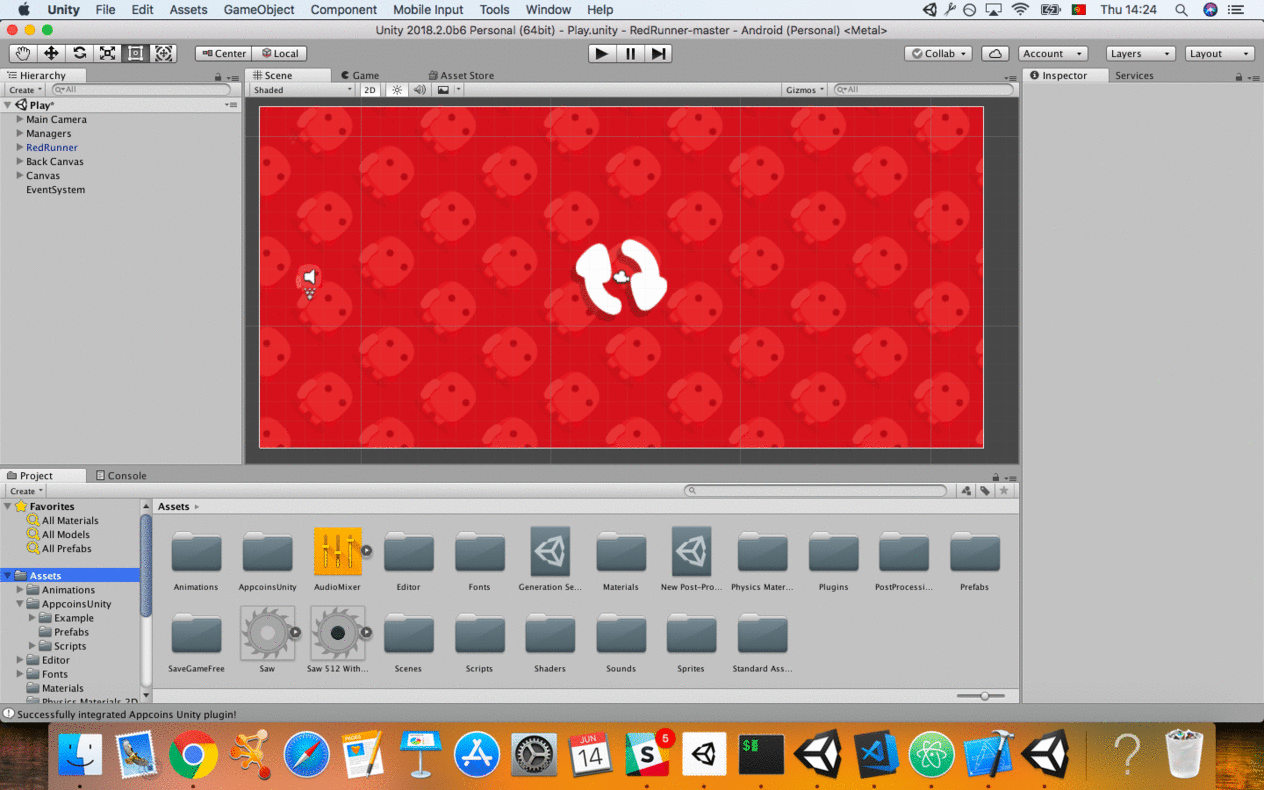 Unity File Edit Assets GameObject Component Mobile Input Tools Window Help Thu 14:24
Unity 2018.2.0b6 Personal (64bit) - Play.unity - RedRunner-master - Android (Personal) <Metal>
Center Local Collab Account Layers Layout
Hierarchy Scene Game Asset Store Inspector Services
Create All Shaded 2D Gizmos All
Play*
Main Camera
Managers
RedRunner
Back Canvas
Canvas
EventSystem
Project Console
Create
Favorites
All Materials
All Models
All Prefabs
Assets
Animations
AppcoinsUnity
Example
Prefabs
Scripts
Editor
Fonts
Materials
Physics Materials 2D
Assets
Animations AppcoinsUnity AudioMixer Editor Fonts Generation Se... Materials New Post-Pro... Physics Mater... Plugins PostProcessi... Prefabs
SaveGameFree Saw Saw 512 With... Scenes Scripts Shaders Sounds Sprites Standard Ass...
Successfully integrated Appcoins Unity plugin!
PAGES
JUN
14
S
5
$